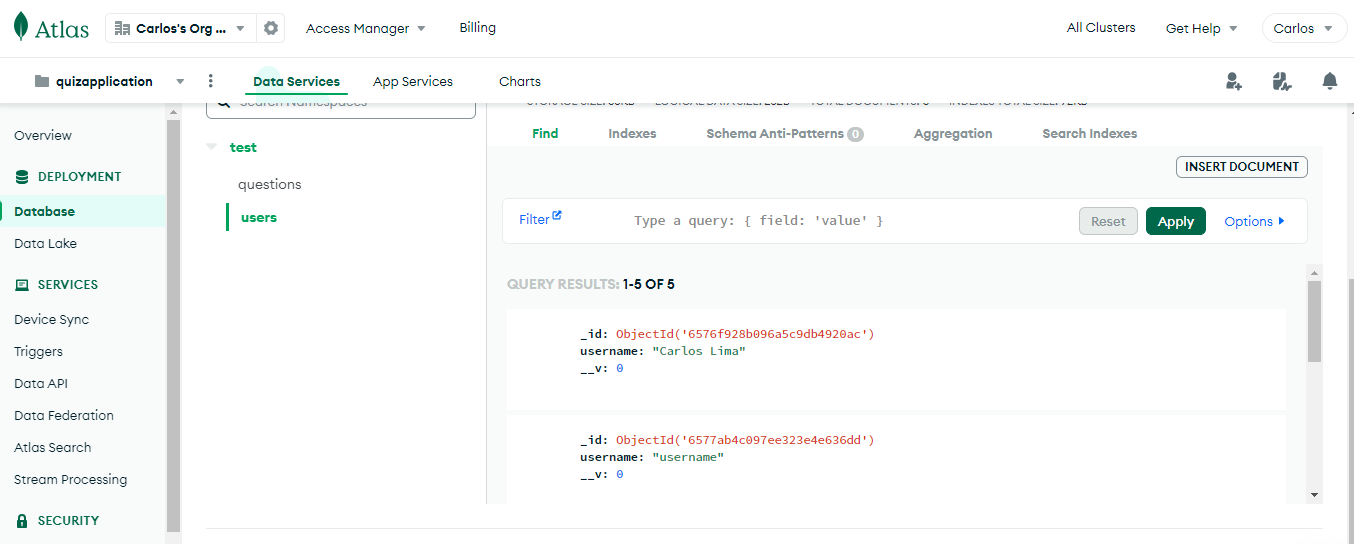 Atlas
Carlos's Org ...
Access Manager
Billing
All Clusters
Get Help
Carlos
quizapplication
Data Services
App Services
Charts
Search Namespaces
Overview
DEPLOYMENT
Database
Data Lake
SERVICES
Device Sync
Triggers
Data API
Data Federation
Atlas Search
Stream Processing
SECURITY
test
questions
users
Find
Indexes
Schema Anti-Patterns 0
Aggregation
Search Indexes
INSERT DOCUMENT
Filter
Type a query: { field: 'value' }
Reset
Apply
Options
QUERY RESULTS: 1-5 OF 5
_id: ObjectId('6576f928b096a5c9db4920ac')
username: "Carlos Lima"
__v: 0
_id: ObjectId('6577ab4c097ee323e4e636dd')
username: "username"
__v: 0